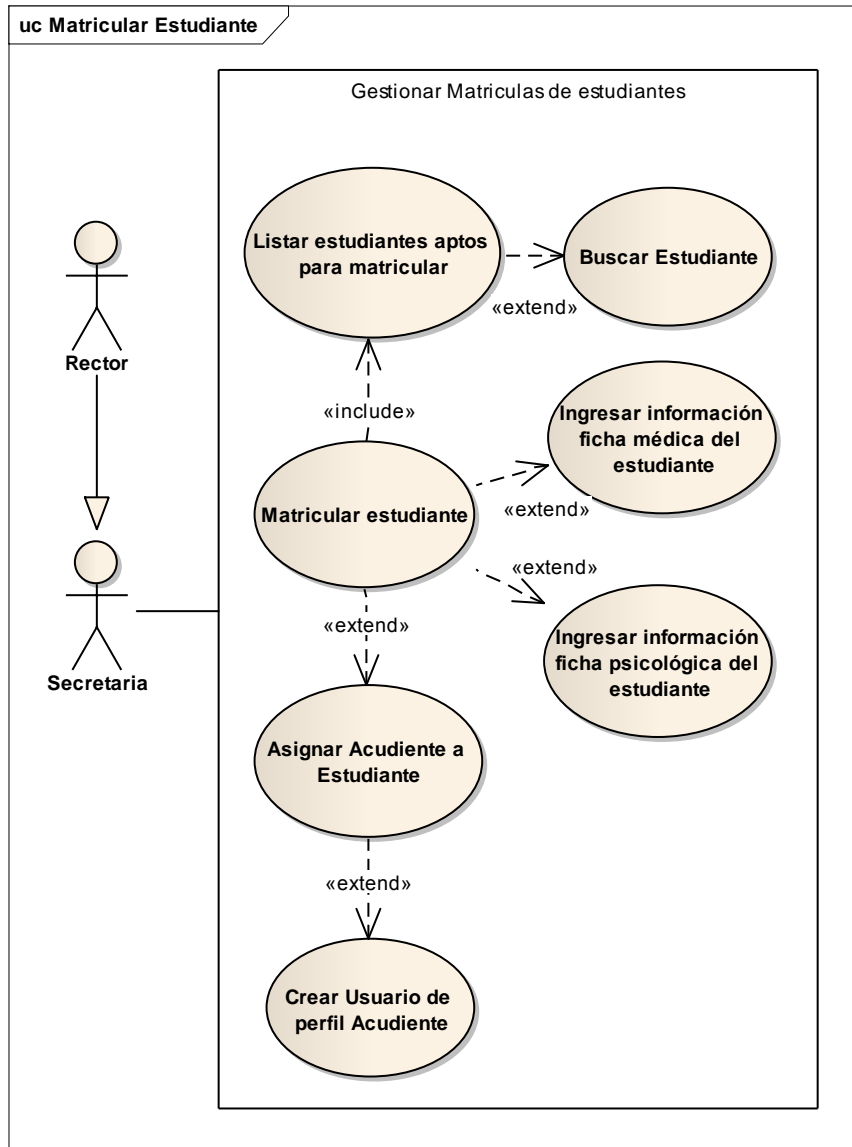 uc Matricular Estudiante
Gestionar Matriculas de estudiantes
Listar estudiantes aptos
para matricular
Buscar Estudiante
«extend»
Rector
«include»
Ingresar información
ficha médica del
estudiante
Matricular estudiante
«extend»
«extend»
«extend»
Ingresar información
ficha psicológica del
estudiante
Secretaria
Asignar Acudiente a
Estudiante
«extend»
Crear Usuario de
perfil Acudiente